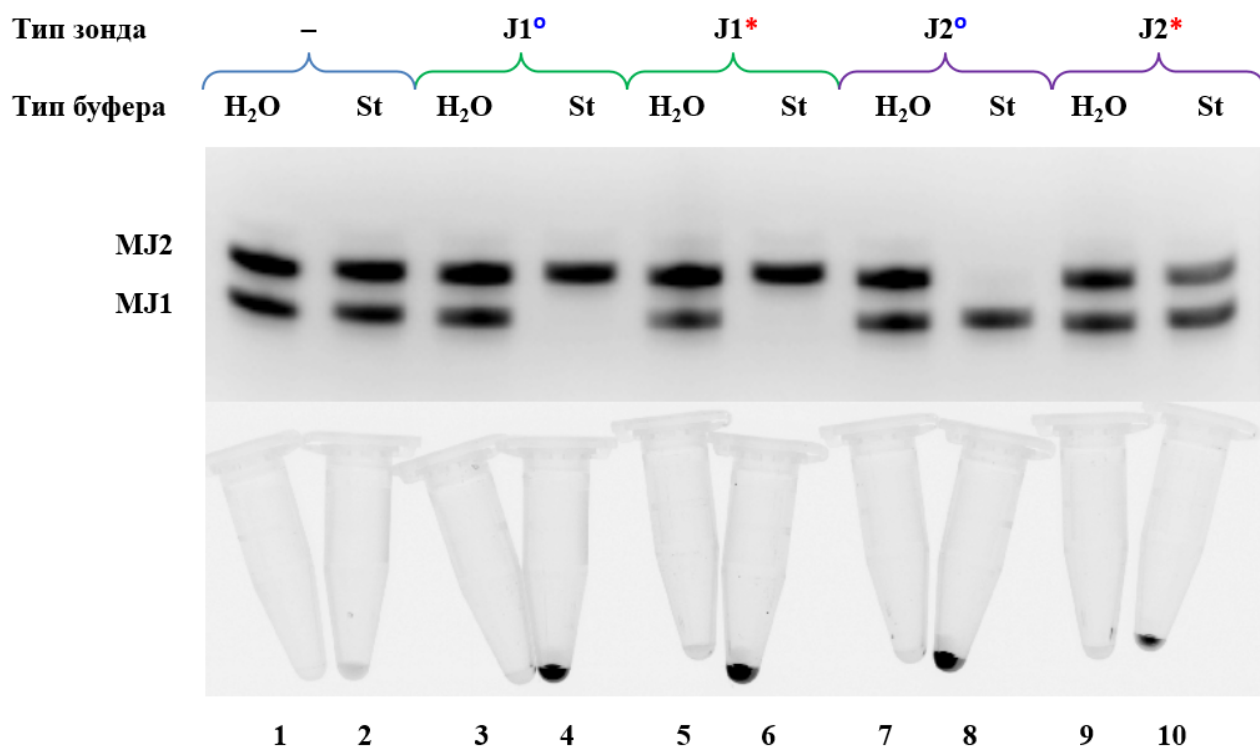 Тип зонда – J1° J1* J2° J2*
Тип буфера H₂O St H₂O St H₂O St H₂O St H₂O St
MJ2
MJ1
1 2 3 4 5 6 7 8 9 10